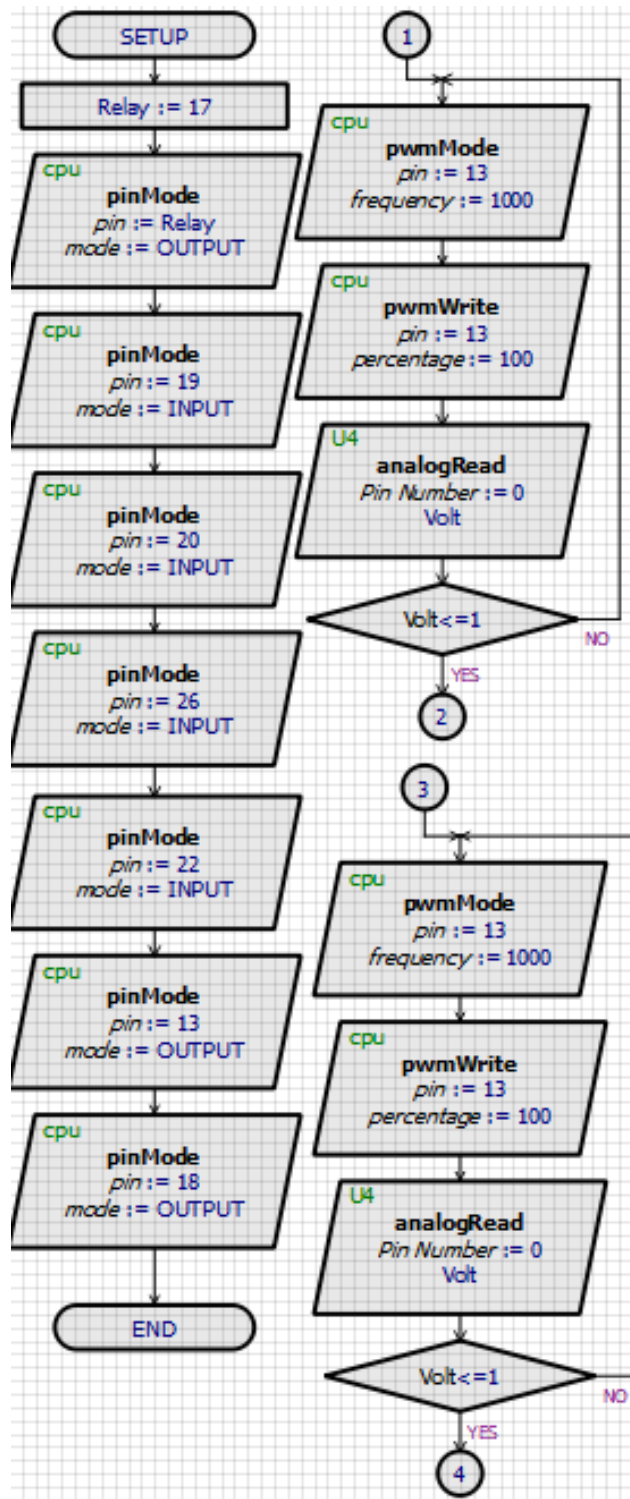 SETUP
Relay := 17
cpu
pinMode
pin := Relay
mode := OUTPUT
cpu
pinMode
pin := 19
mode := INPUT
cpu
pinMode
pin := 20
mode := INPUT
cpu
pinMode
pin := 26
mode := INPUT
cpu
pinMode
pin := 22
mode := INPUT
cpu
pinMode
pin := 13
mode := OUTPUT
cpu
pinMode
pin := 18
mode := OUTPUT
END
1
cpu
pwmMode
pin := 13
frequency := 1000
cpu
pwmWrite
pin := 13
percentage := 100
U4
analogRead
Pin Number := 0
Volt
Volt<=1
NO
YES
2
3
cpu
pwmMode
pin := 13
frequency := 1000
cpu
pwmWrite
pin := 13
percentage := 100
U4
analogRead
Pin Number := 0
Volt
Volt<=1
NO
YES
4